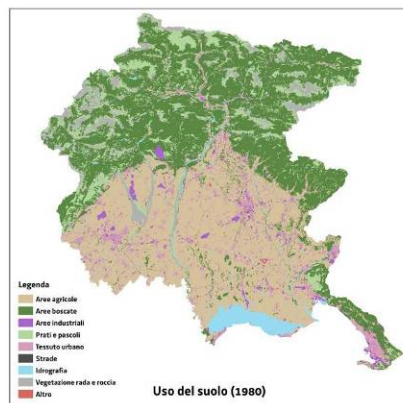 Legenda
Aree agricole
Aree boscate
Aree industriali
Prati e pascoli
Tessuto urbano
Strade
Idrografia
Vegetazione rada e roccia
Altro
Uso del suolo (1980)